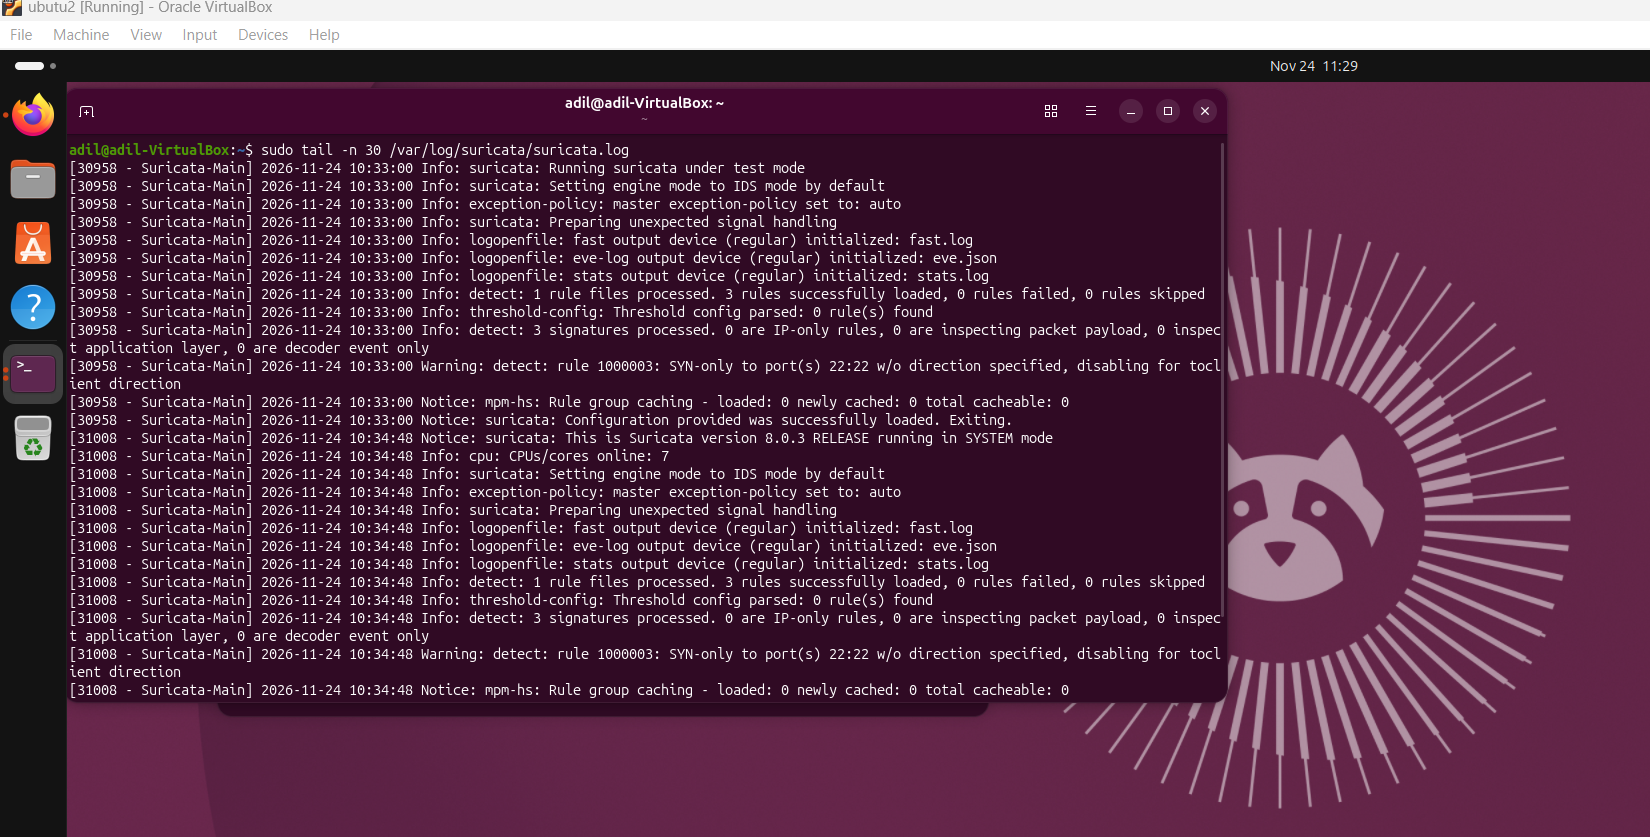 ubutu2 [Running] - Oracle VirtualBox
File Machine View Input Devices Help
Nov 24 11:29
adil@adil-VirtualBox: ~
~
adil@adil-VirtualBox:~$ sudo tail -n 30 /var/log/suricata/suricata.log
[30958 - Suricata-Main] 2026-11-24 10:33:00 Info: suricata: Running suricata under test mode
[30958 - Suricata-Main] 2026-11-24 10:33:00 Info: suricata: Setting engine mode to IDS mode by default
[30958 - Suricata-Main] 2026-11-24 10:33:00 Info: exception-policy: master exception-policy set to: auto
[30958 - Suricata-Main] 2026-11-24 10:33:00 Info: suricata: Preparing unexpected signal handling
[30958 - Suricata-Main] 2026-11-24 10:33:00 Info: logopenfile: fast output device (regular) initialized: fast.log
[30958 - Suricata-Main] 2026-11-24 10:33:00 Info: logopenfile: eve-log output device (regular) initialized: eve.json
[30958 - Suricata-Main] 2026-11-24 10:33:00 Info: logopenfile: stats output device (regular) initialized: stats.log
[30958 - Suricata-Main] 2026-11-24 10:33:00 Info: detect: 1 rule files processed. 3 rules successfully loaded, 0 rules failed, 0 rules skipped
[30958 - Suricata-Main] 2026-11-24 10:33:00 Info: threshold-config: Threshold config parsed: 0 rule(s) found
[30958 - Suricata-Main] 2026-11-24 10:33:00 Info: detect: 3 signatures processed. 0 are IP-only rules, 0 are inspecting packet payload, 0 inspec
t application layer, 0 are decoder event only
[30958 - Suricata-Main] 2026-11-24 10:33:00 Warning: detect: rule 1000003: SYN-only to port(s) 22:22 w/o direction specified, disabling for tocl
ient direction
[30958 - Suricata-Main] 2026-11-24 10:33:00 Notice: mpm-hs: Rule group caching - loaded: 0 newly cached: 0 total cacheable: 0
[30958 - Suricata-Main] 2026-11-24 10:33:00 Notice: suricata: Configuration provided was successfully loaded. Exiting.
[31008 - Suricata-Main] 2026-11-24 10:34:48 Notice: suricata: This is Suricata version 8.0.3 RELEASE running in SYSTEM mode
[31008 - Suricata-Main] 2026-11-24 10:34:48 Info: cpu: CPUs/cores online: 7
[31008 - Suricata-Main] 2026-11-24 10:34:48 Info: suricata: Setting engine mode to IDS mode by default
[31008 - Suricata-Main] 2026-11-24 10:34:48 Info: exception-policy: master exception-policy set to: auto
[31008 - Suricata-Main] 2026-11-24 10:34:48 Info: suricata: Preparing unexpected signal handling
[31008 - Suricata-Main] 2026-11-24 10:34:48 Info: logopenfile: fast output device (regular) initialized: fast.log
[31008 - Suricata-Main] 2026-11-24 10:34:48 Info: logopenfile: eve-log output device (regular) initialized: eve.json
[31008 - Suricata-Main] 2026-11-24 10:34:48 Info: logopenfile: stats output device (regular) initialized: stats.log
[31008 - Suricata-Main] 2026-11-24 10:34:48 Info: detect: 1 rule files processed. 3 rules successfully loaded, 0 rules failed, 0 rules skipped
[31008 - Suricata-Main] 2026-11-24 10:34:48 Info: threshold-config: Threshold config parsed: 0 rule(s) found
[31008 - Suricata-Main] 2026-11-24 10:34:48 Info: detect: 3 signatures processed. 0 are IP-only rules, 0 are inspecting packet payload, 0 inspec
t application layer, 0 are decoder event only
[31008 - Suricata-Main] 2026-11-24 10:34:48 Warning: detect: rule 1000003: SYN-only to port(s) 22:22 w/o direction specified, disabling for tocl
ient direction
[31008 - Suricata-Main] 2026-11-24 10:34:48 Notice: mpm-hs: Rule group caching - loaded: 0 newly cached: 0 total cacheable: 0